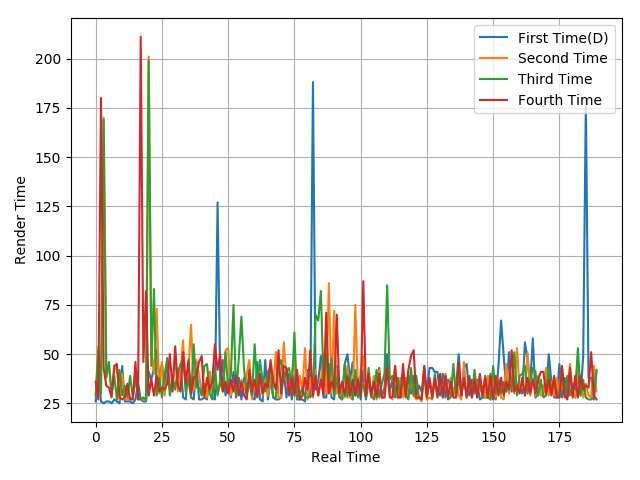 First Time(D)
Second Time
Third Time
Fourth Time
Render Time
200
175
150
125
100
75
50
25
0 25 50 75 100 125 150 175
Real Time